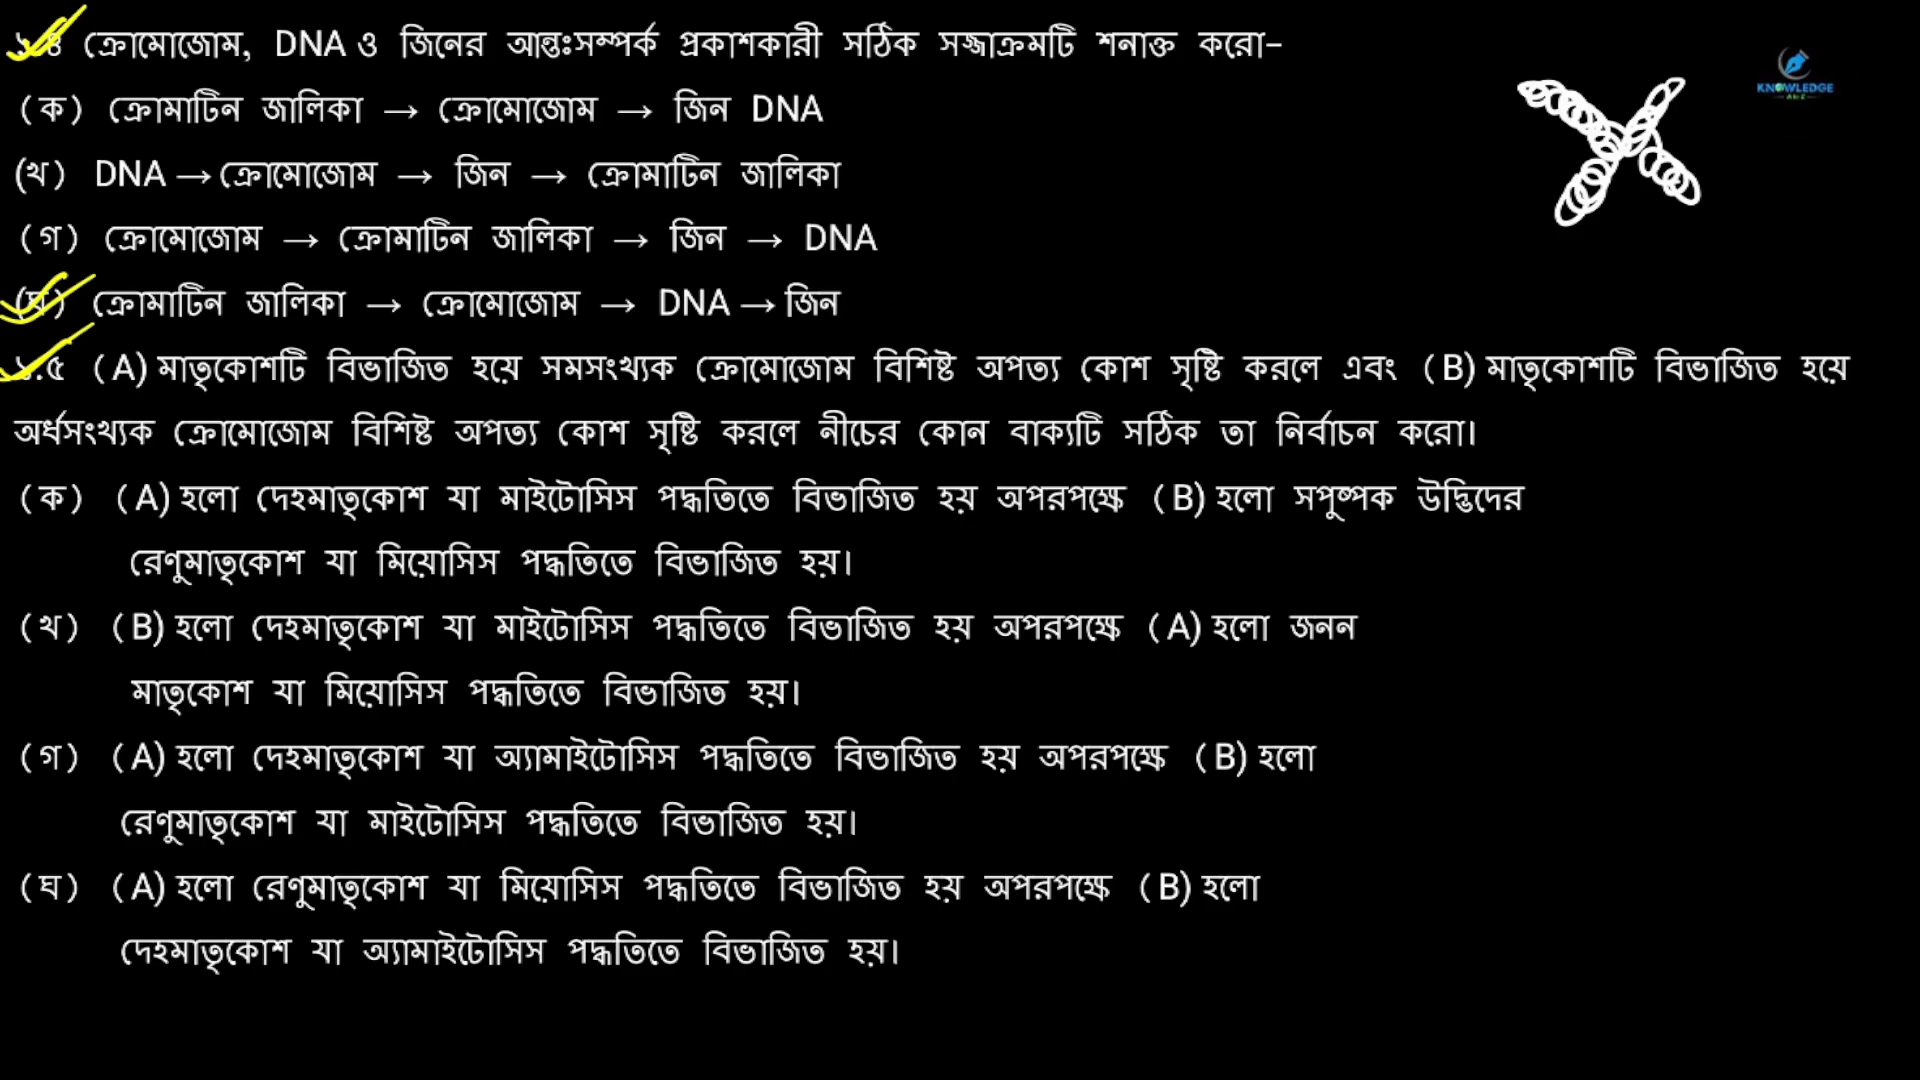 ১.৪ ক্রোমোজোম, DNA ও জিনের আন্তঃসম্পর্ক প্রকাশকারী সঠিক সজ্জাক্রমটি শনাক্ত করো–
(ক) ক্রোমাটিন জালিকা → ক্রোমোজোম → জিন DNA
(খ) DNA → ক্রোমোজোম → জিন → ক্রোমাটিন জালিকা
(গ) ক্রোমোজোম → ক্রোমাটিন জালিকা → জিন → DNA
(ঘ) ক্রোমাটিন জালিকা → ক্রোমোজোম → DNA → জিন
১.৫ (A) মাতৃকোশটি বিভাজিত হয়ে সমসংখ্যক ক্রোমোজোম বিশিষ্ট অপত্য কোশ সৃষ্টি করলে এবং (B) মাতৃকোশটি বিভাজিত হয়ে
অর্ধসংখ্যক ক্রোমোজোম বিশিষ্ট অপত্য কোশ সৃষ্টি করলে নীচের কোন বাক্যটি সঠিক তা নির্বাচন করো।
(ক) (A) হলো দেহমাতৃকোশ যা মাইটোসিস পদ্ধতিতে বিভাজিত হয় অপরপক্ষে (B) হলো সপুষ্পক উদ্ভিদের
রেণুমাতৃকোশ যা মিয়োসিস পদ্ধতিতে বিভাজিত হয়।
(খ) (B) হলো দেহমাতৃকোশ যা মাইটোসিস পদ্ধতিতে বিভাজিত হয় অপরপক্ষে (A) হলো জনন
মাতৃকোশ যা মিয়োসিস পদ্ধতিতে বিভাজিত হয়।
(গ) (A) হলো দেহমাতৃকোশ যা অ্যামাইটোসিস পদ্ধতিতে বিভাজিত হয় অপরপক্ষে (B) হলো
রেণুমাতৃকোশ যা মাইটোসিস পদ্ধতিতে বিভাজিত হয়।
(ঘ) (A) হলো রেণুমাতৃকোশ যা মিয়োসিস পদ্ধতিতে বিভাজিত হয় অপরপক্ষে (B) হলো
দেহমাতৃকোশ যা অ্যামাইটোসিস পদ্ধতিতে বিভাজিত হয়।
KNOWLEDGE